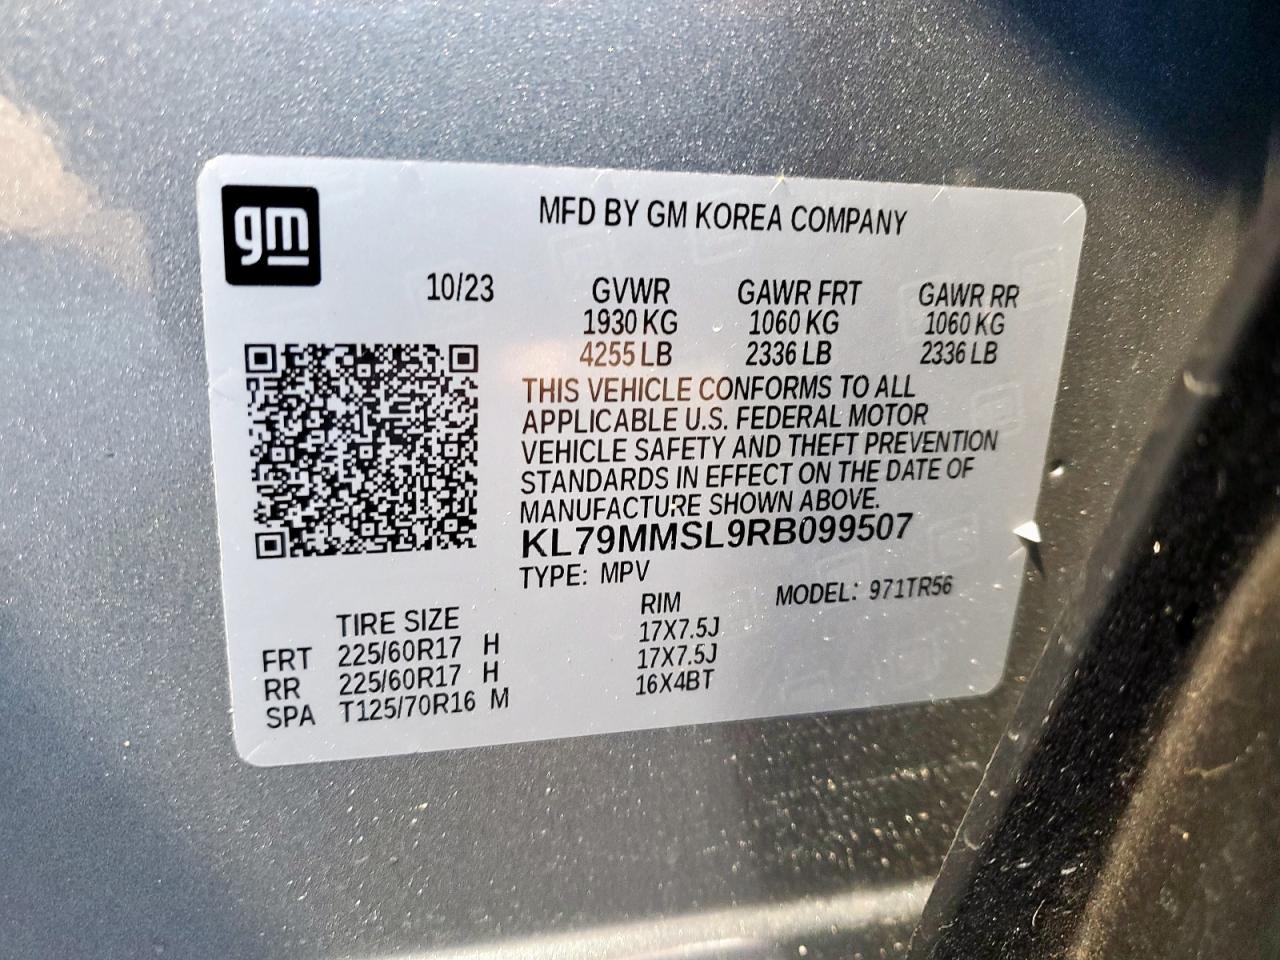 gm
MFD BY GM KOREA COMPANY
10/23 GVWR GAWR FRT GAWR RR
1930 KG 1060 KG 1060 KG
4255 LB 2336 LB 2336 LB
THIS VEHICLE CONFORMS TO ALL
APPLICABLE U.S. FEDERAL MOTOR
VEHICLE SAFETY AND THEFT PREVENTION
STANDARDS IN EFFECT ON THE DATE OF
MANUFACTURE SHOWN ABOVE.
KL79MMSL9RB099507
TYPE: MPV MODEL: 971TR56
TIRE SIZE RIM
FRT 225/60R17 H 17X7.5J
RR 225/60R17 H 17X7.5J
SPA T125/70R16 M 16X4BT